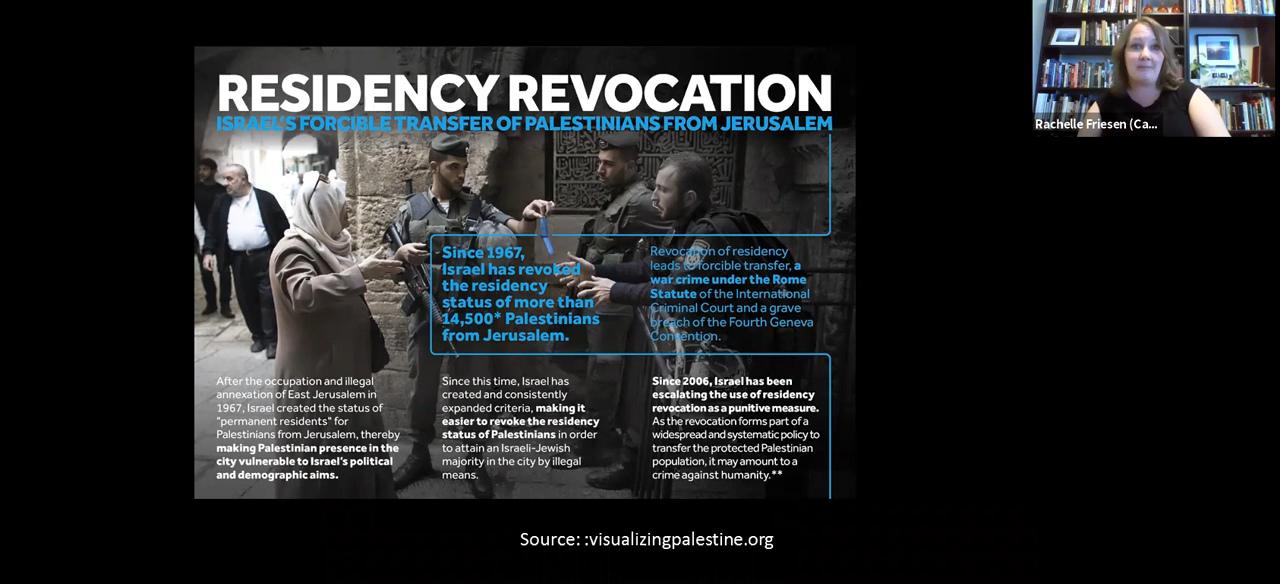 RESIDENCY REVOCATION
ISRAEL'S FORCIBLE TRANSFER OF PALESTINIANS FROM JERUSALEM
Since 1967,
Israel has revoked
the residency
status of more than
14,500* Palestinians
from Jerusalem.
Revocation of residency
leads to forcible transfer, a
war crime under the Rome
Statute of the International
Criminal Court and a grave
breach of the Fourth Geneva
Convention.
After the occupation and illegal
annexation of East Jerusalem in
1967, Israel created the status of
"permanent residents" for
Palestinians from Jerusalem, thereby
making Palestinian presence in the
city vulnerable to Israel's political
and demographic aims.
Since this time, Israel has
created and consistently
expanded criteria, making it
easier to revoke the residency
status of Palestinians in order
to attain an Israeli-Jewish
majority in the city by illegal
means.
Since 2006, Israel has been
escalating the use of residency
revocation as a punitive measure.
As the revocation forms part of a
widespread and systematic policy to
transfer the protected Palestinian
population, it may amount to a
crime against humanity.**
Source: :visualizingpalestine.org
Rachelle Friesen (Ca...